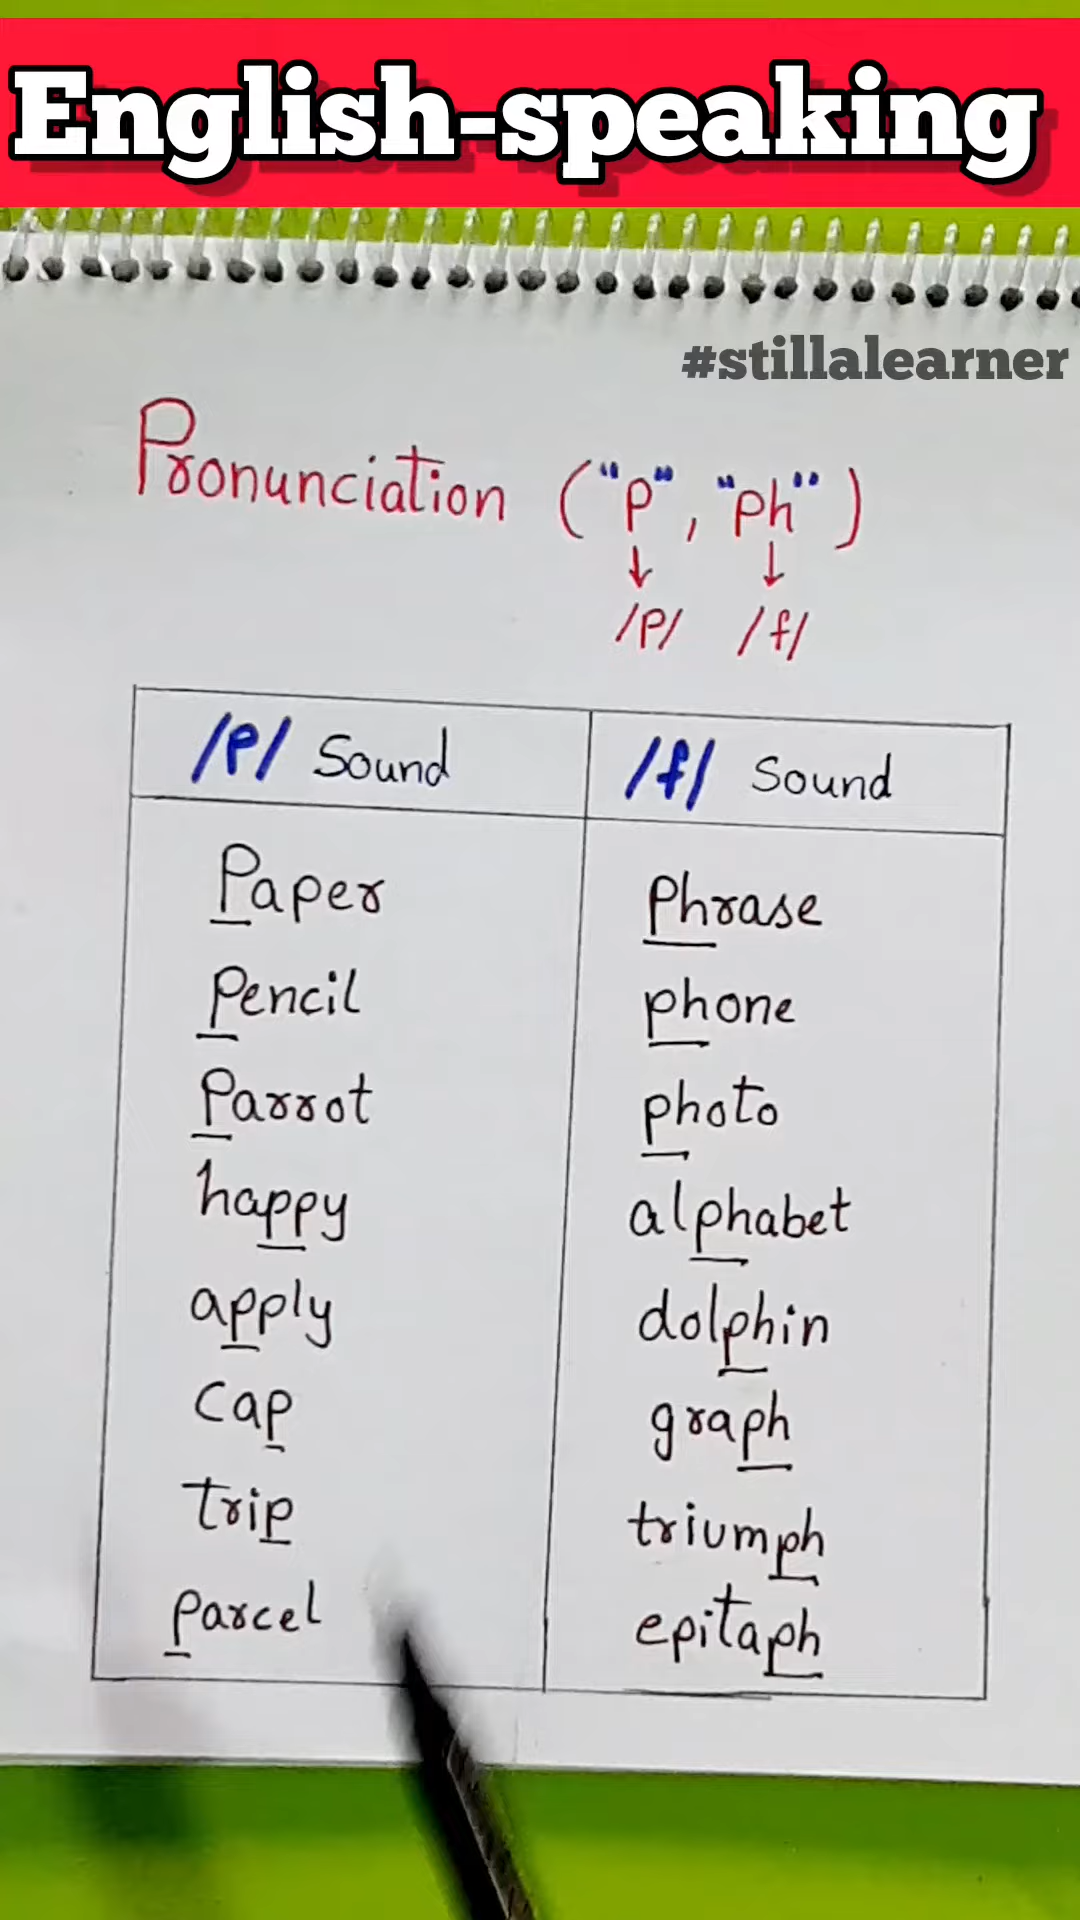 English-speaking
#stillalearner
Pronunciation ("p", "ph")
↓ ↓
/p/ /f/
/p/ Sound /f/ Sound
Paper Phrase
Pencil phone
Parrot photo
happy alphabet
apply dolphin
cap graph
trip triumph
parcel epitaph